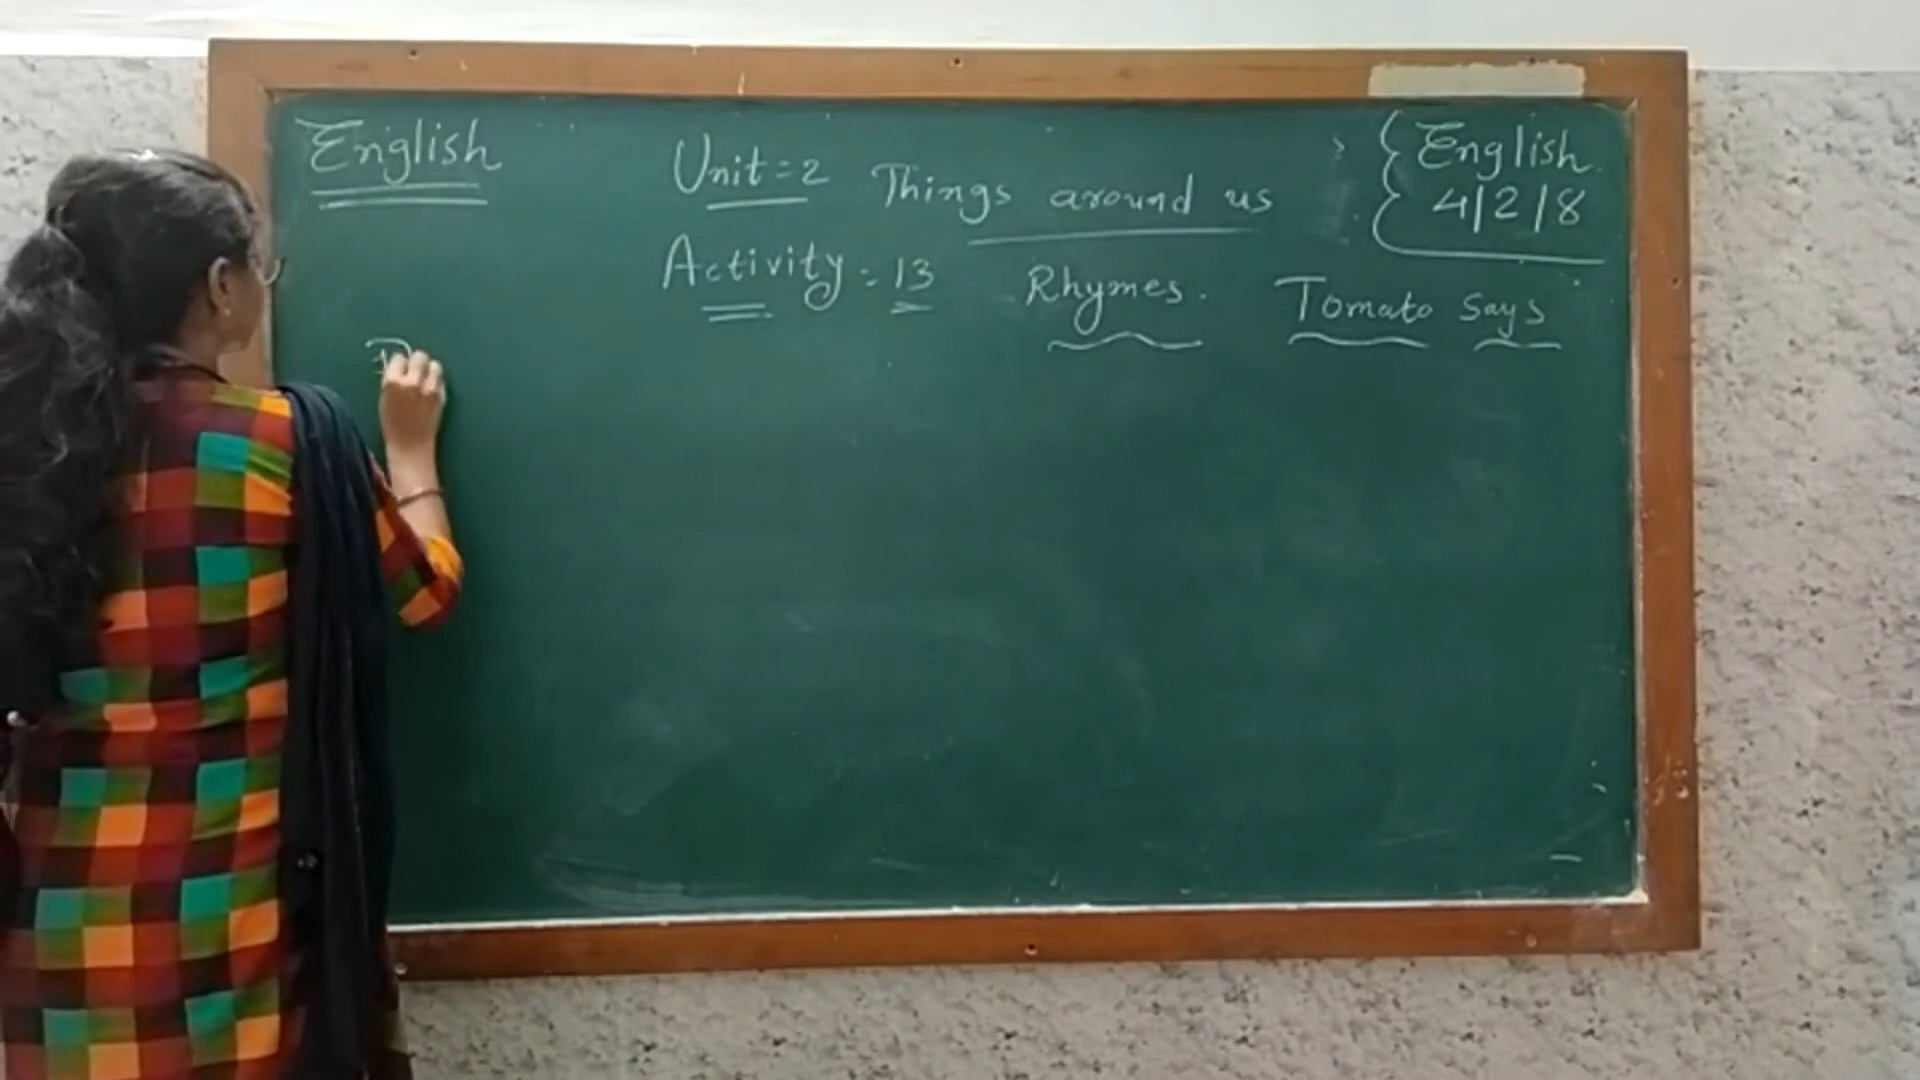 English
Unit = 2 Things around us
Activity = 13 Rhymes. Tomato says
English
4/2/8